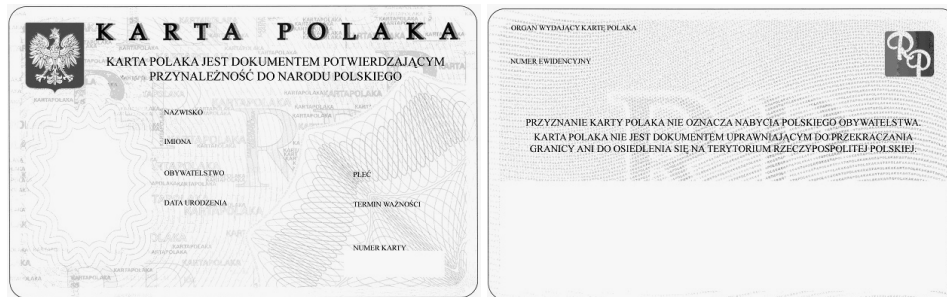 KARTA POLAKA
KARTA POLAKA JEST DOKUMENTEM POTWIERDZAJĄCYM
PRZYNALEŻNOŚĆ DO NARODU POLSKIEGO
NAZWISKO
IMIONA
OBYWATELSTWO
PŁEĆ
DATA URODZENIA
TERMIN WAŻNOŚCI
NUMER KARTY
ORGAN WYDAJĄCY KARTĘ POLAKA
RP
NUMER EWIDENCYJNY
PRZYZNANIE KARTY POLAKA NIE OZNACZA NABYCIA POLSKIEGO OBYWATELSTWA.
KARTA POLAKA NIE JEST DOKUMENTEM UPRAWNIAJĄCYM DO PRZEKRACZANIA
GRANICY ANI DO OSIEDLENIA SIĘ NA TERYTORIUM RZECZYPOSPOLITEJ POLSKIEJ.